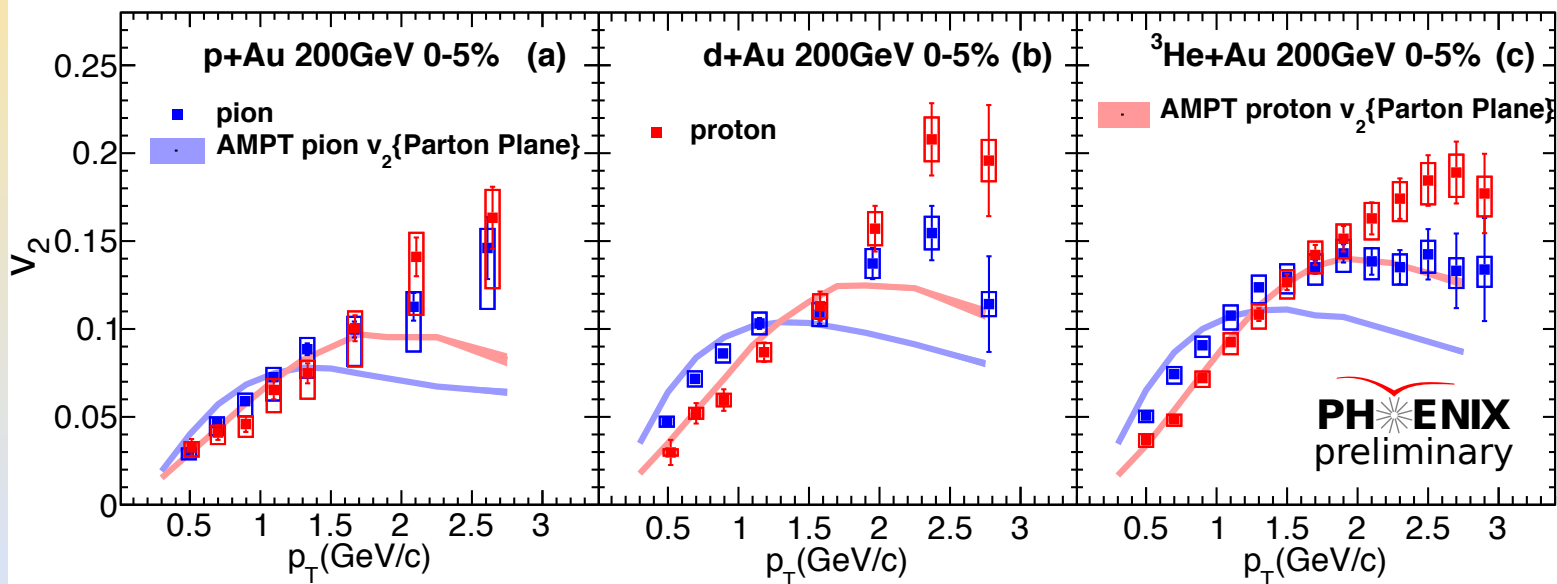 p+Au 200GeV 0-5% (a)
pion
AMPT pion v2{Parton Plane}
d+Au 200GeV 0-5% (b)
proton
3He+Au 200GeV 0-5% (c)
AMPT proton v2{Parton Plane}
PHENIX
preliminary
v2
0.25
0.2
0.15
0.1
0.05
0
0.5 1 1.5 2 2.5 3
0.5 1 1.5 2 2.5 3
0.5 1 1.5 2 2.5 3
pT(GeV/c)
pT(GeV/c)
pT(GeV/c)